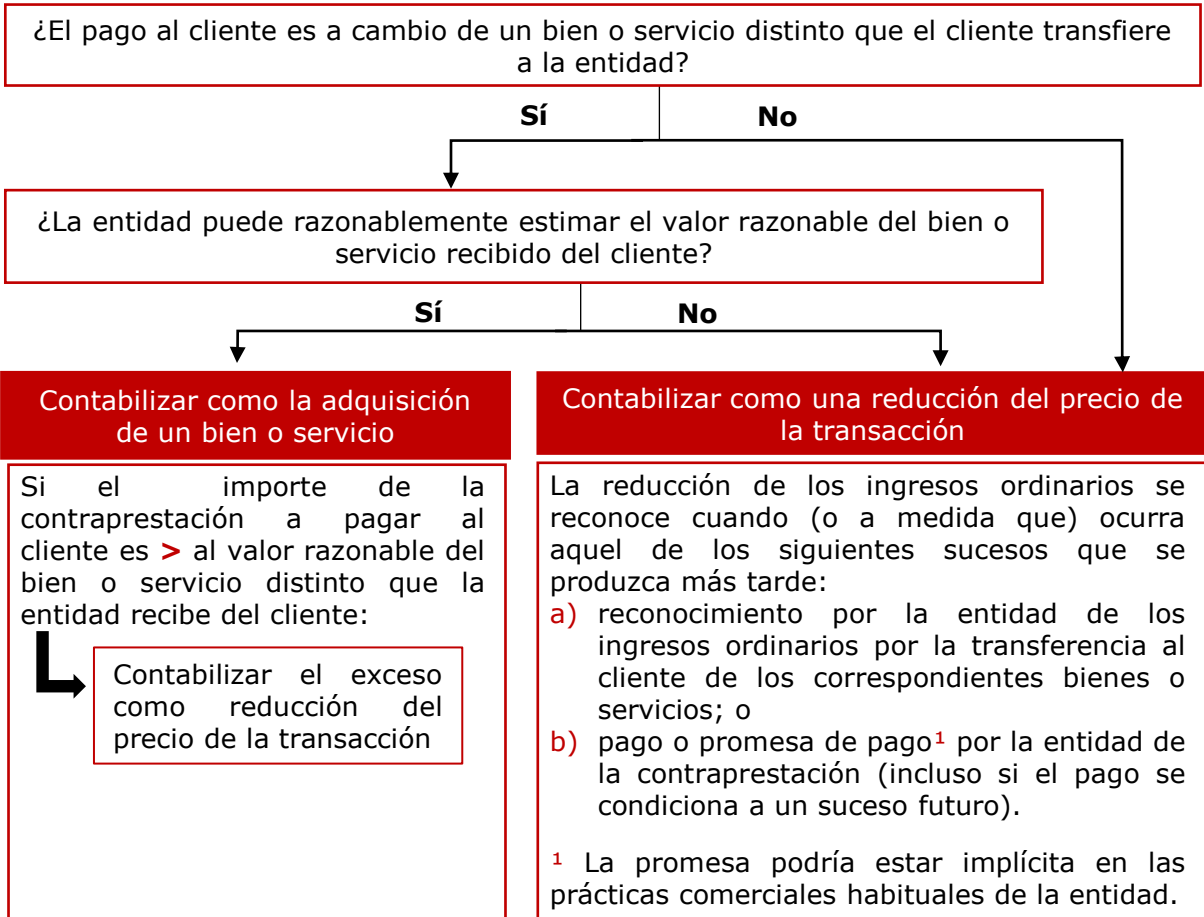 ¿El pago al cliente es a cambio de un bien o servicio distinto que el cliente transfiere
a la entidad?
Sí No
¿La entidad puede razonablemente estimar el valor razonable del bien o
servicio recibido del cliente?
Sí No
Contabilizar como la adquisición
de un bien o servicio
Si el importe de la
contraprestación a pagar al
cliente es > al valor razonable del
bien o servicio distinto que la
entidad recibe del cliente:
Contabilizar el exceso
como reducción del
precio de la transacción
Contabilizar como una reducción del precio de
la transacción
La reducción de los ingresos ordinarios se
reconoce cuando (o a medida que) ocurra
aquel de los siguientes sucesos que se
produzca más tarde:
a) reconocimiento por la entidad de los
ingresos ordinarios por la transferencia al
cliente de los correspondientes bienes o
servicios; o
b) pago o promesa de pago¹ por la entidad de
la contraprestación (incluso si el pago se
condiciona a un suceso futuro).
¹ La promesa podría estar implícita en las
prácticas comerciales habituales de la entidad.